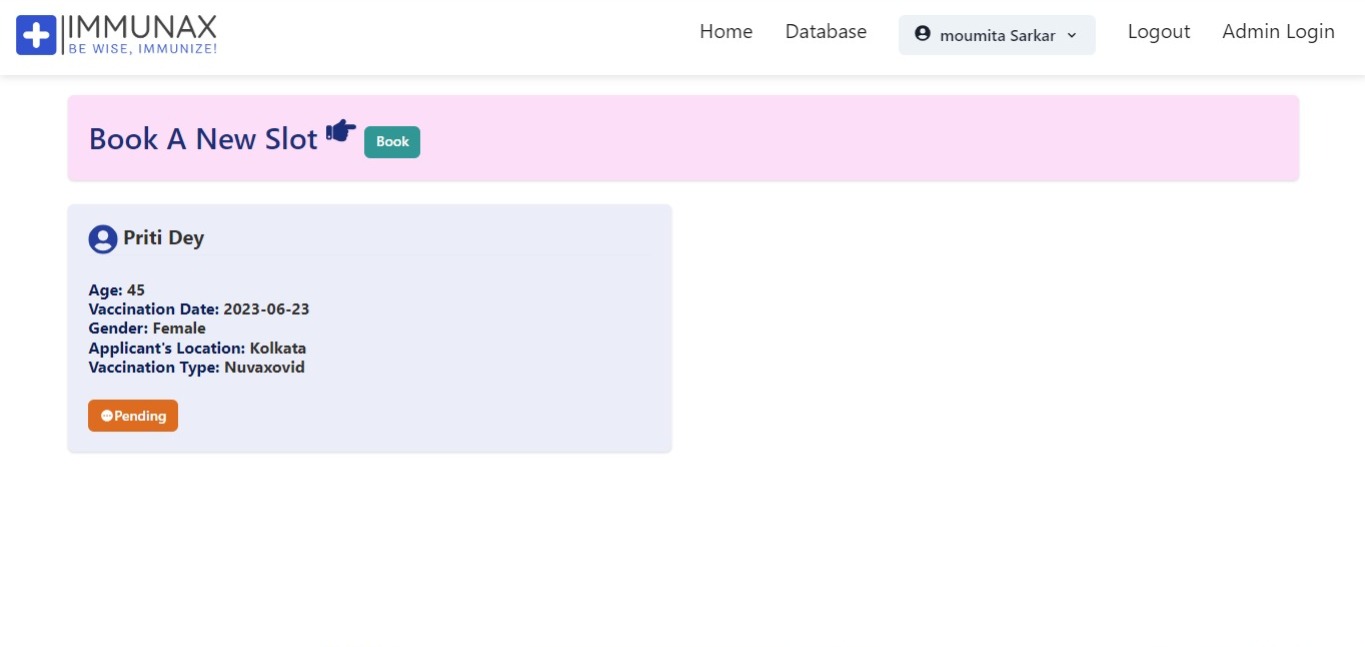 IMMUNAX
BE WISE, IMMUNIZE!
Home Database moumita Sarkar Logout Admin Login
Book A New Slot Book
Priti Dey
Age: 45
Vaccination Date: 2023-06-23
Gender: Female
Applicant's Location: Kolkata
Vaccination Type: Nuvaxovid
Pending